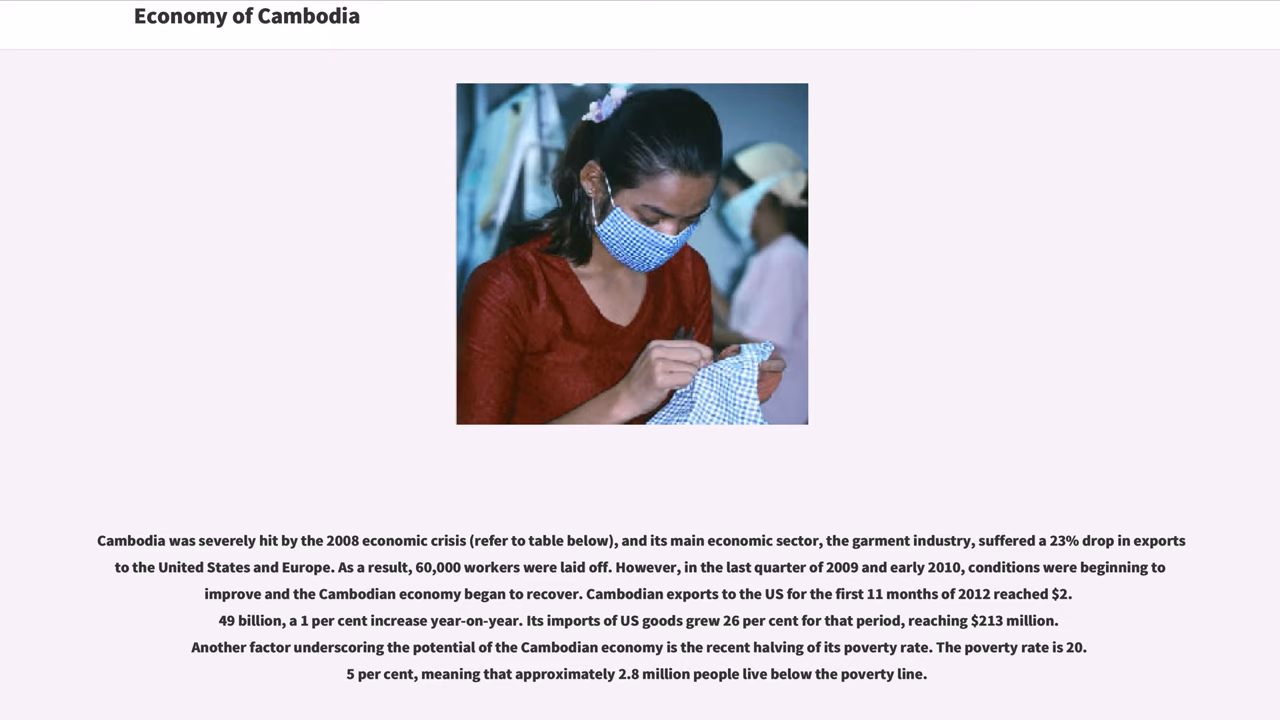 Economy of Cambodia
Cambodia was severely hit by the 2008 economic crisis (refer to table below), and its main economic sector, the garment industry, suffered a 23% drop in exports
to the United States and Europe. As a result, 60,000 workers were laid off. However, in the last quarter of 2009 and early 2010, conditions were beginning to
improve and the Cambodian economy began to recover. Cambodian exports to the US for the first 11 months of 2012 reached $2.
49 billion, a 1 per cent increase year-on-year. Its imports of US goods grew 26 per cent for that period, reaching $213 million.
Another factor underscoring the potential of the Cambodian economy is the recent halving of its poverty rate. The poverty rate is 20.
5 per cent, meaning that approximately 2.8 million people live below the poverty line.